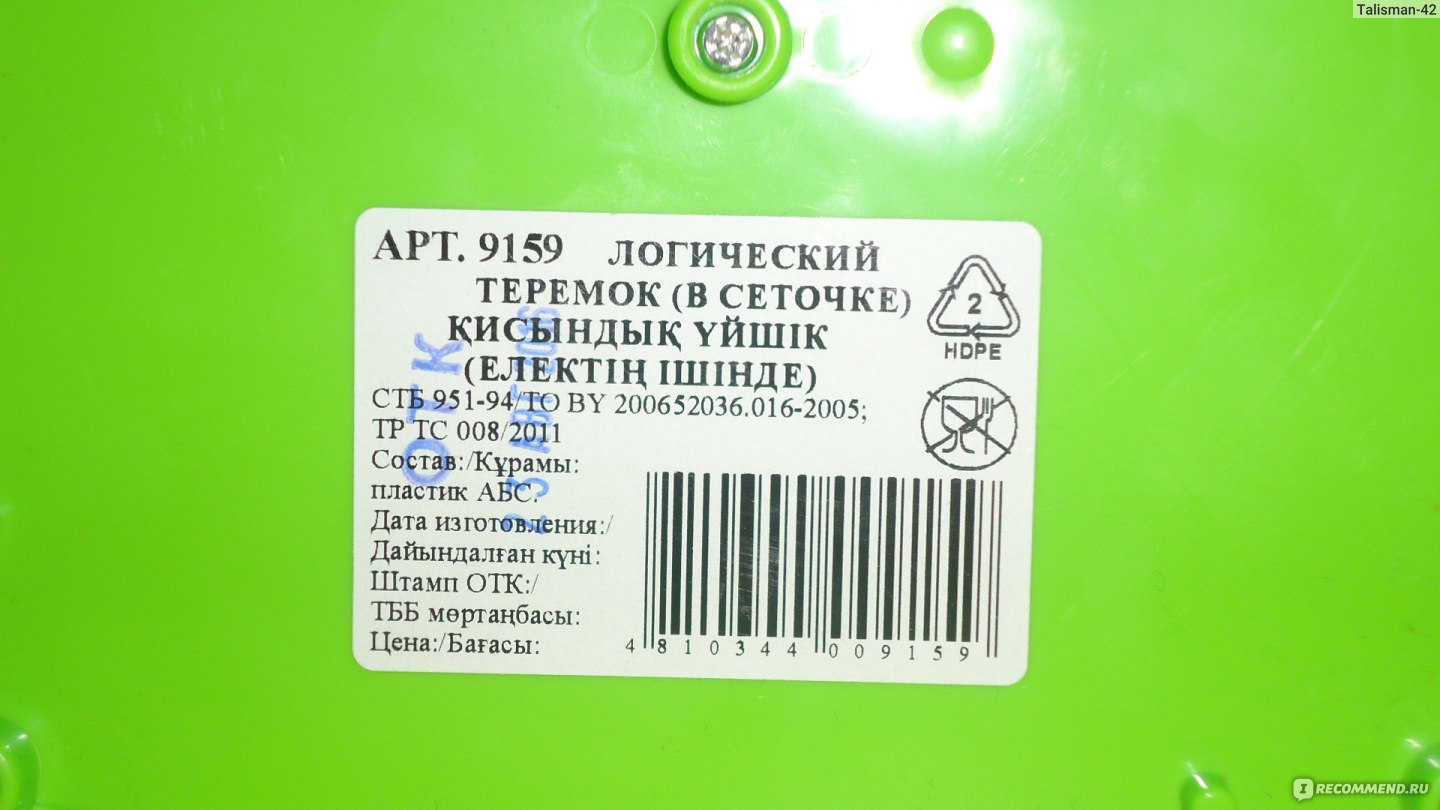 Talisman-42
АРТ. 9159 ЛОГИЧЕСКИЙ
ТЕРЕМОК (В СЕТОЧКЕ)
ҚИСЫНДЫҚ ҮЙШІК
(ЕЛЕКТІҢ ІШІНДЕ)
СТБ 951-94/ТО BY 200652036.016-2005;
ТР ТС 008/2011
Состав:/Құрамы:
пластик АБС.
Дата изготовления:/
Дайындалған күні:
Штамп ОТК:/
ТББ мөртаңбасы:
Цена:/Бағасы:
2
HDPE
4 810344 009159
ОТК
IRECOMMEND.RU